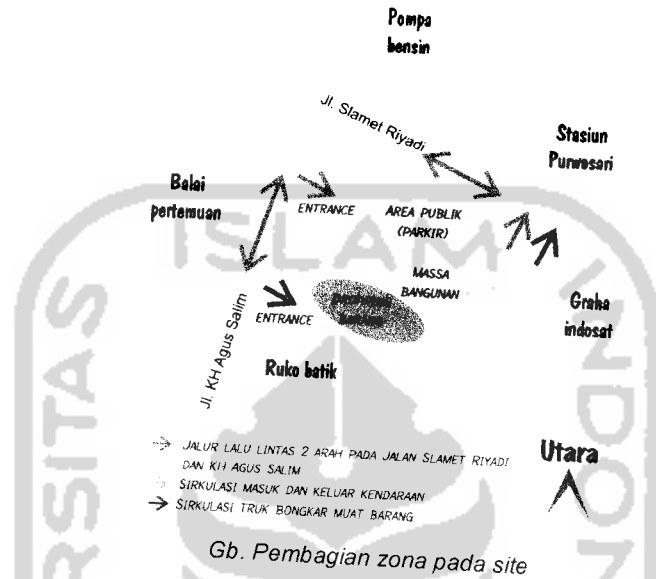 Pompa
bensin
Jl. Slamet Riyadi
Stasiun
Purwosari
Balai
pertemuan
ENTRANCE
AREA PUBLIK
(PARKIR)
ISLAM
MASSA
BANGUNAN
Graha
indosat
ENTRANCE
Jl. KH Agus Salim
Ruko batik
JALUR LALU LINTAS 2 ARAH PADA JALAN SLAMET RIYADI
DAN KH AGUS SALIM
SIRKULASI MASUK DAN KELUAR KENDARAAN
SIRKULASI TRUK BONGKAR MUAT BARANG
Utara
Gb. Pembagian zona pada site